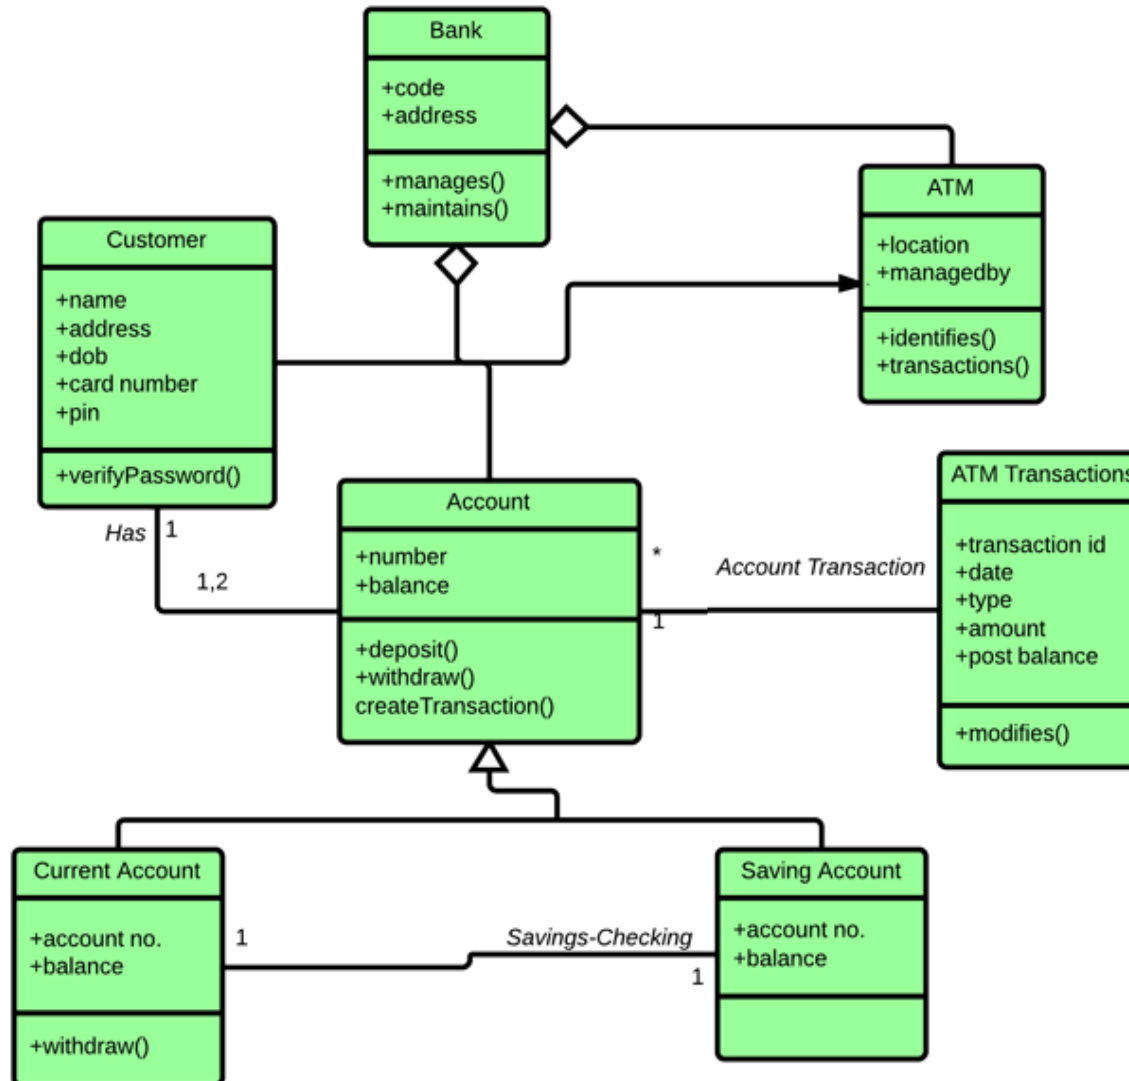 Bank
+code
+address
+manages()
+maintains()
ATM
+location
+managedby
+identifies()
+transactions()
Customer
+name
+address
+dob
+card number
+pin
+verifyPassword()
Has
1
1,2
Account
+number
+balance
+deposit()
+withdraw()
createTransaction()
*
Account Transaction
1
ATM Transactions
+transaction id
+date
+type
+amount
+post balance
+modifies()
Current Account
+account no.
+balance
+withdraw()
1
Savings-Checking
1
Saving Account
+account no.
+balance